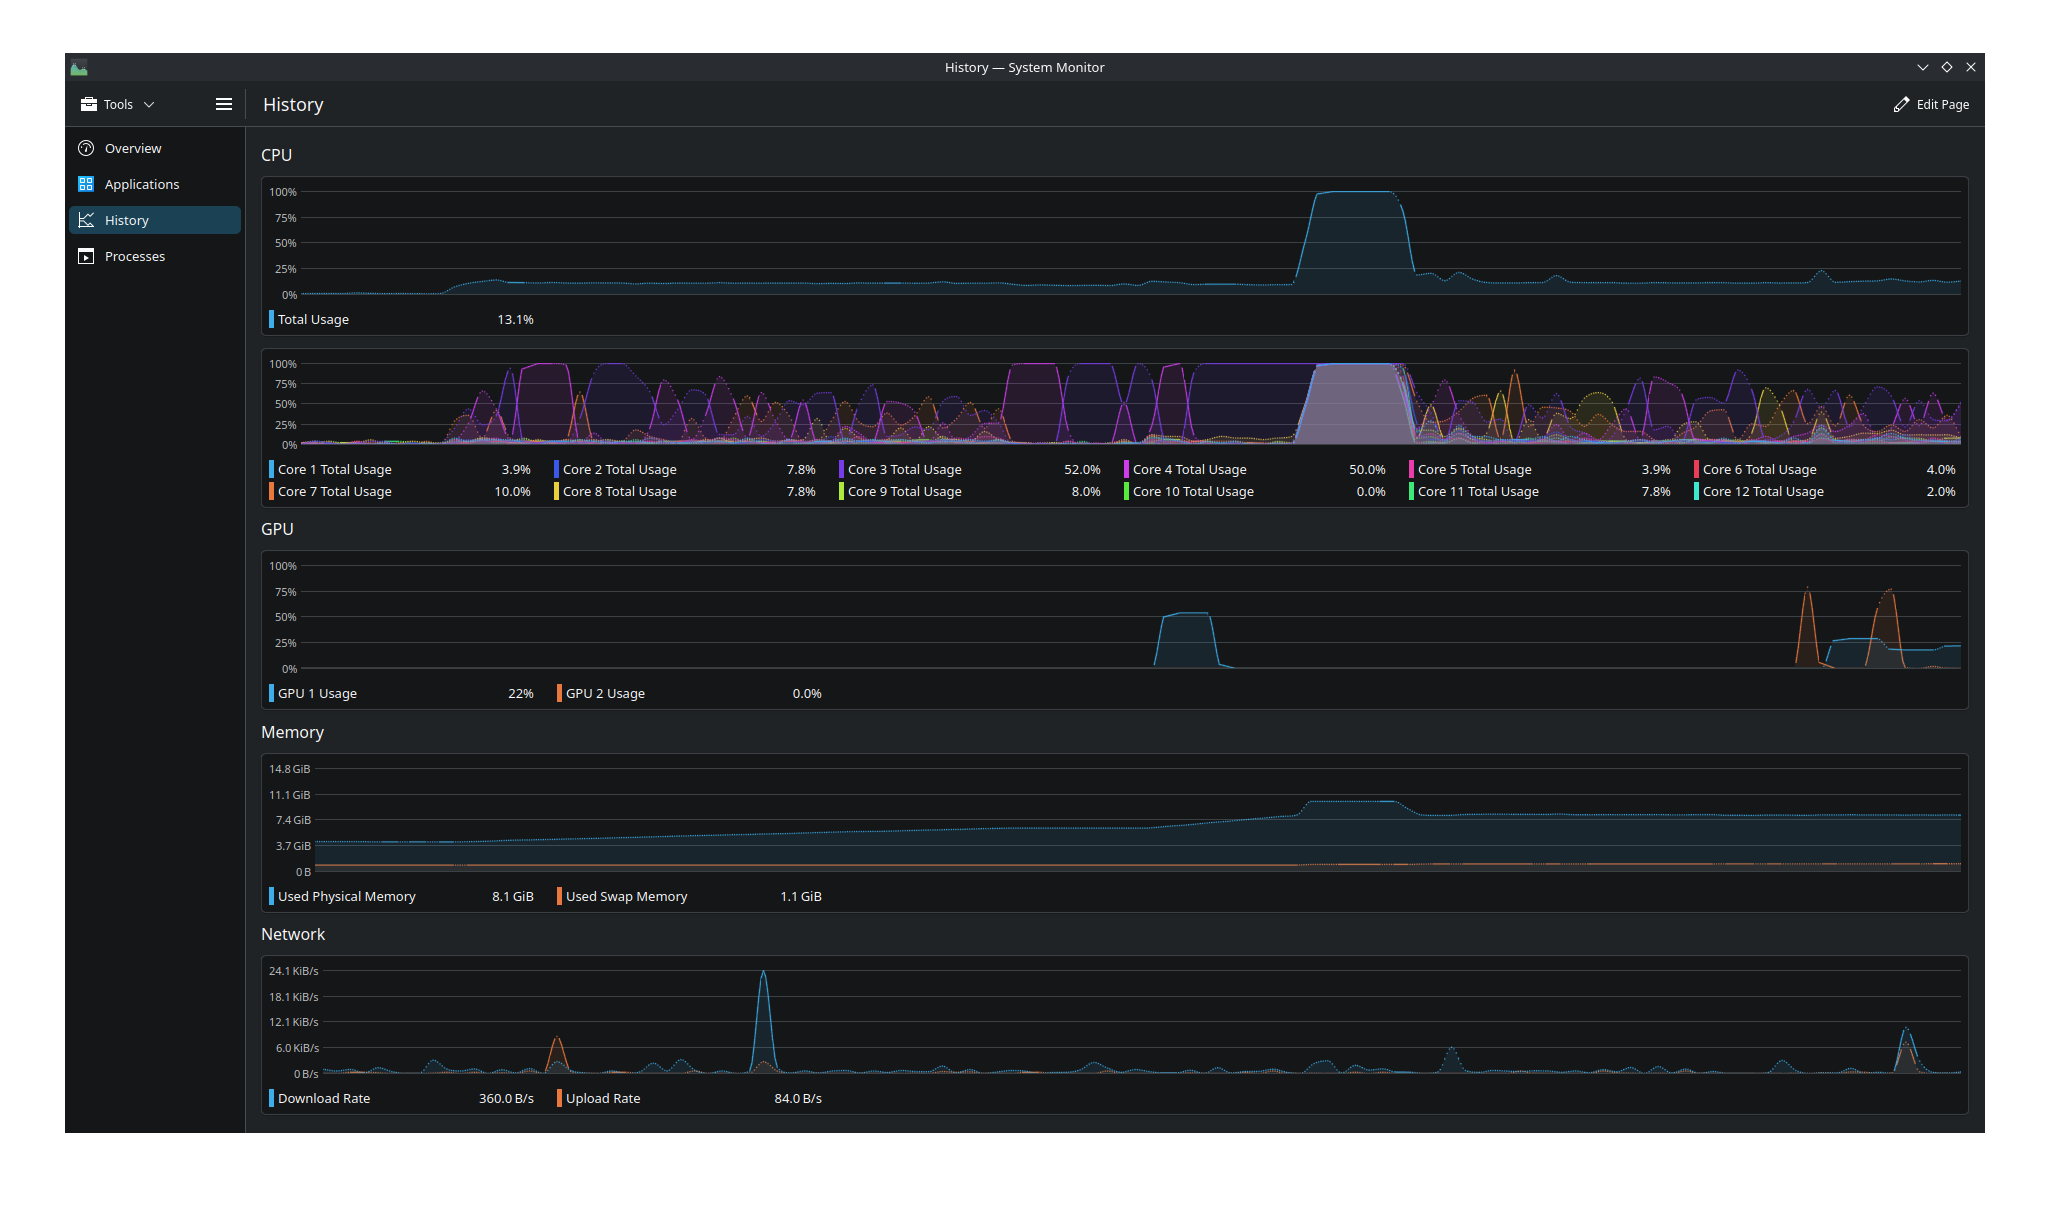 History — System Monitor
Tools
History
Edit Page
Overview
Applications
History
Processes
CPU
100%
75%
50%
25%
0%
Total Usage 13.1%
100%
75%
50%
25%
0%
Core 1 Total Usage 3.9% Core 2 Total Usage 7.8% Core 3 Total Usage 52.0% Core 4 Total Usage 50.0% Core 5 Total Usage 3.9% Core 6 Total Usage 4.0%
Core 7 Total Usage 10.0% Core 8 Total Usage 7.8% Core 9 Total Usage 8.0% Core 10 Total Usage 0.0% Core 11 Total Usage 7.8% Core 12 Total Usage 2.0%
GPU
100%
75%
50%
25%
0%
GPU 1 Usage 22% GPU 2 Usage 0.0%
Memory
14.8 GiB
11.1 GiB
7.4 GiB
3.7 GiB
0 B
Used Physical Memory 8.1 GiB Used Swap Memory 1.1 GiB
Network
24.1 KiB/s
18.1 KiB/s
12.1 KiB/s
6.0 KiB/s
0 B/s
Download Rate 360.0 B/s Upload Rate 84.0 B/s